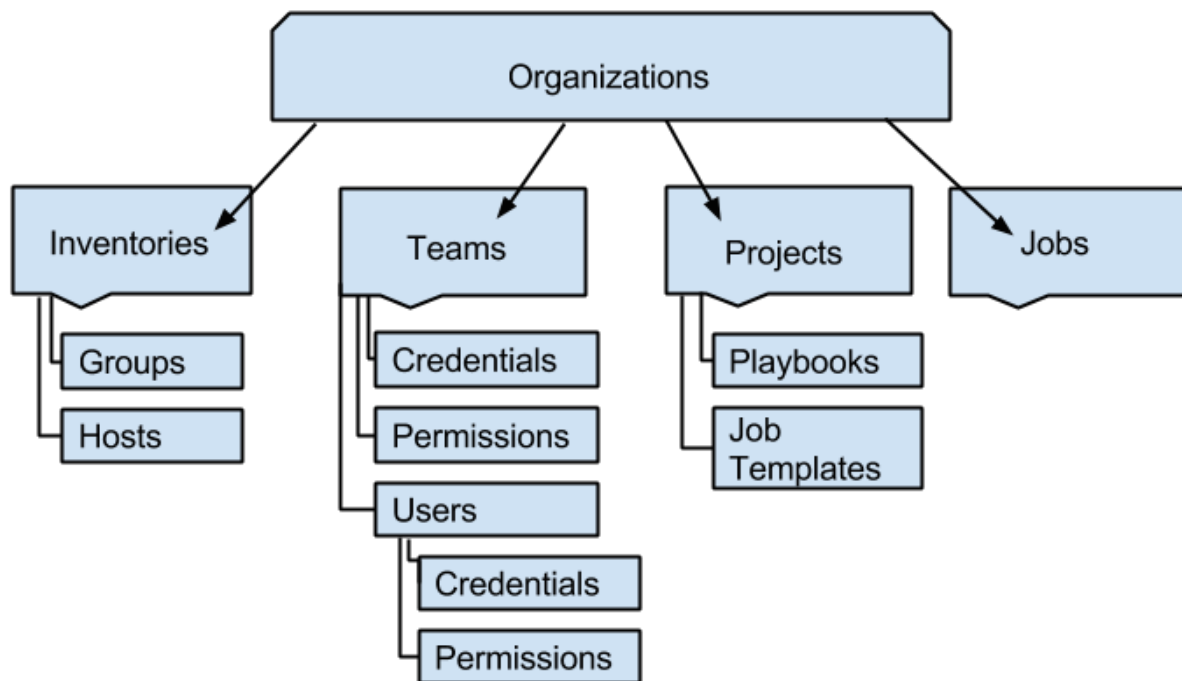 Organizations
Inventories
Teams
Projects
Jobs
Groups
Hosts
Credentials
Permissions
Users
Credentials
Permissions
Playbooks
Job
Templates